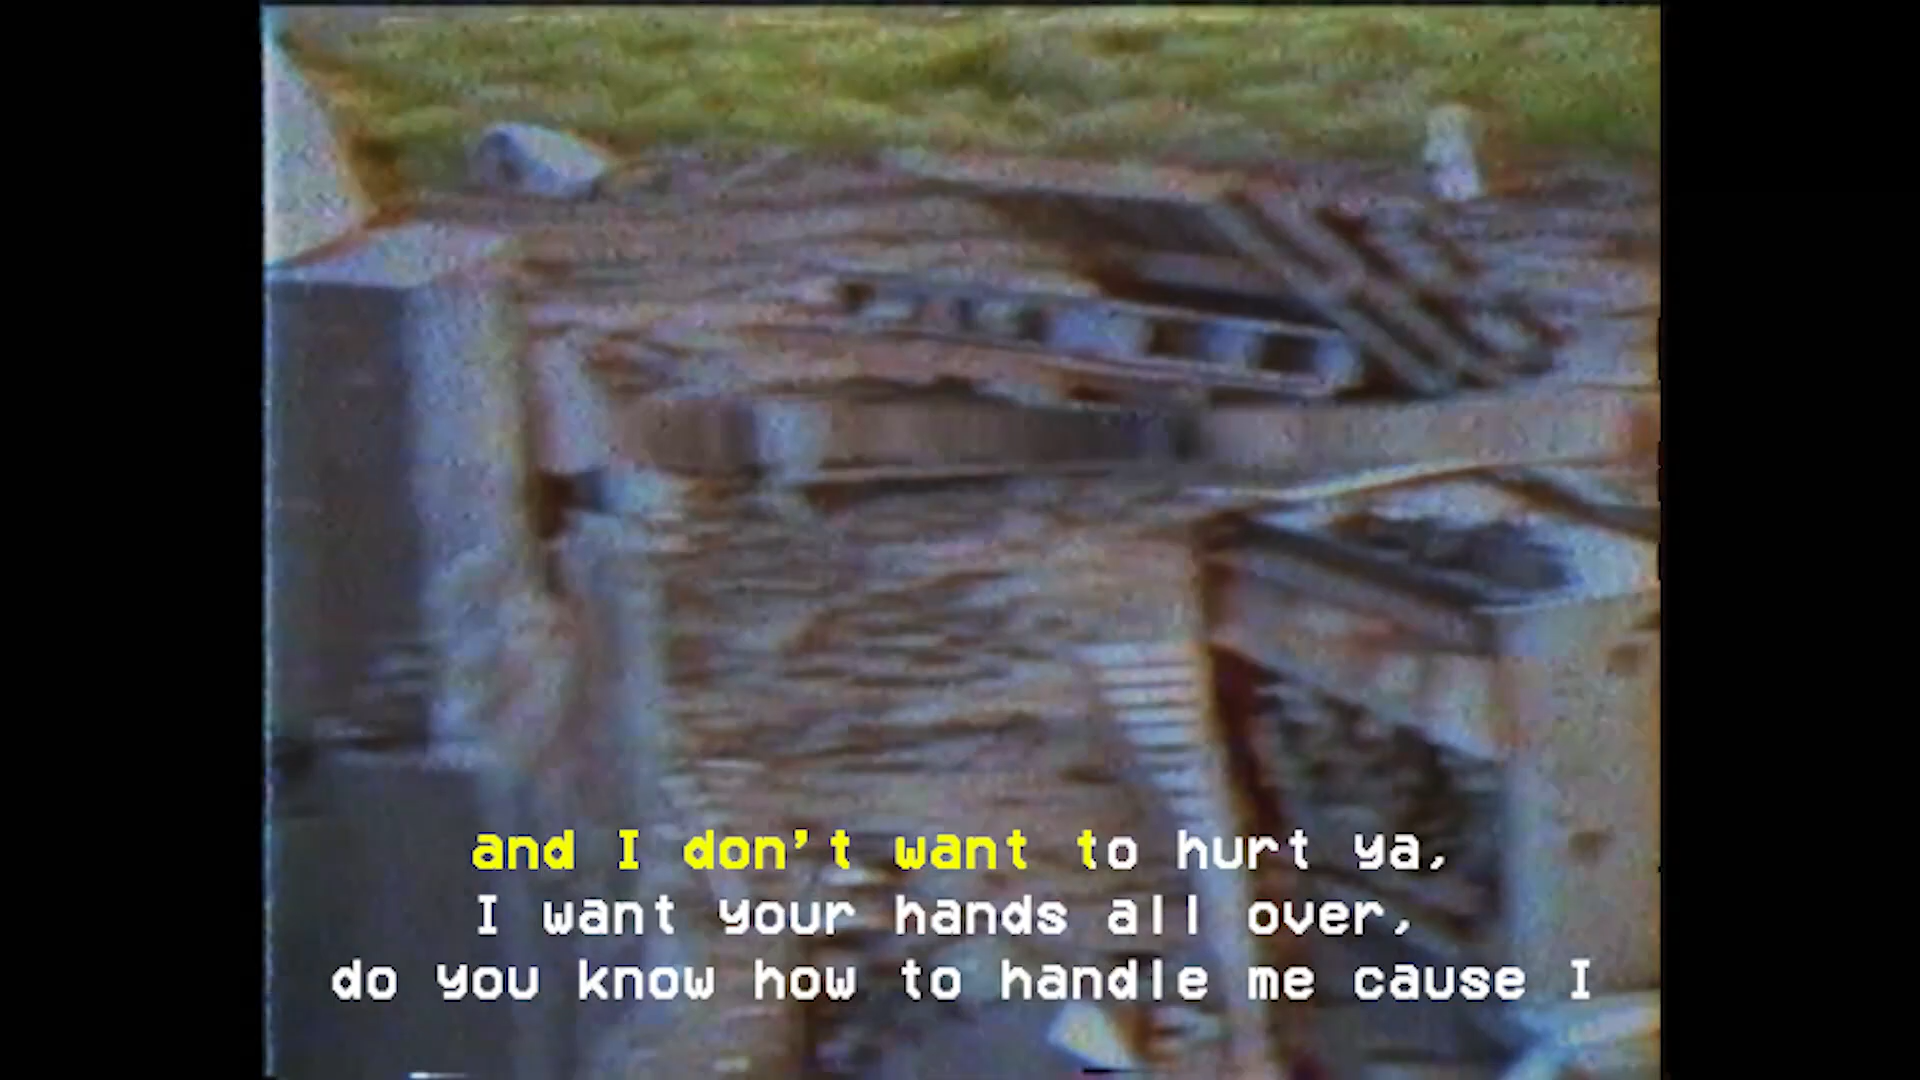 and I don't want to hurt ya,
I want your hands all over,
do you know how to handle me cause I